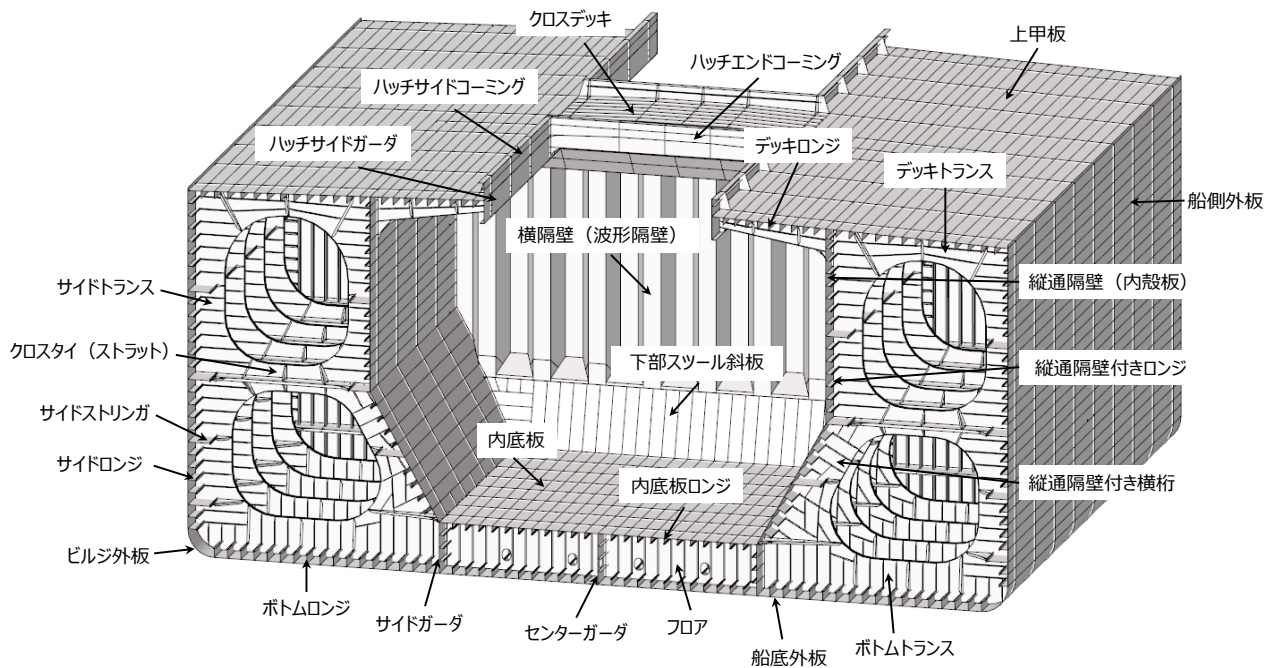 クロスデッキ
上甲板
ハッチエンドコーミング
ハッチサイドコーミング
ハッチサイドガーダ
デッキロンジ
デッキトランス
船側外板
横隔壁（波形隔壁）
サイドトランス
縦通隔壁（内殻板）
クロスタイ（ストラット）
下部スツール斜板
縦通隔壁付きロンジ
サイドストリンガ
内底板
サイドロンジ
内底板ロンジ
縦通隔壁付き横桁
ビルジ外板
ボトムロンジ
サイドガーダ
センターガーダ
フロア
船底外板
ボトムトランス